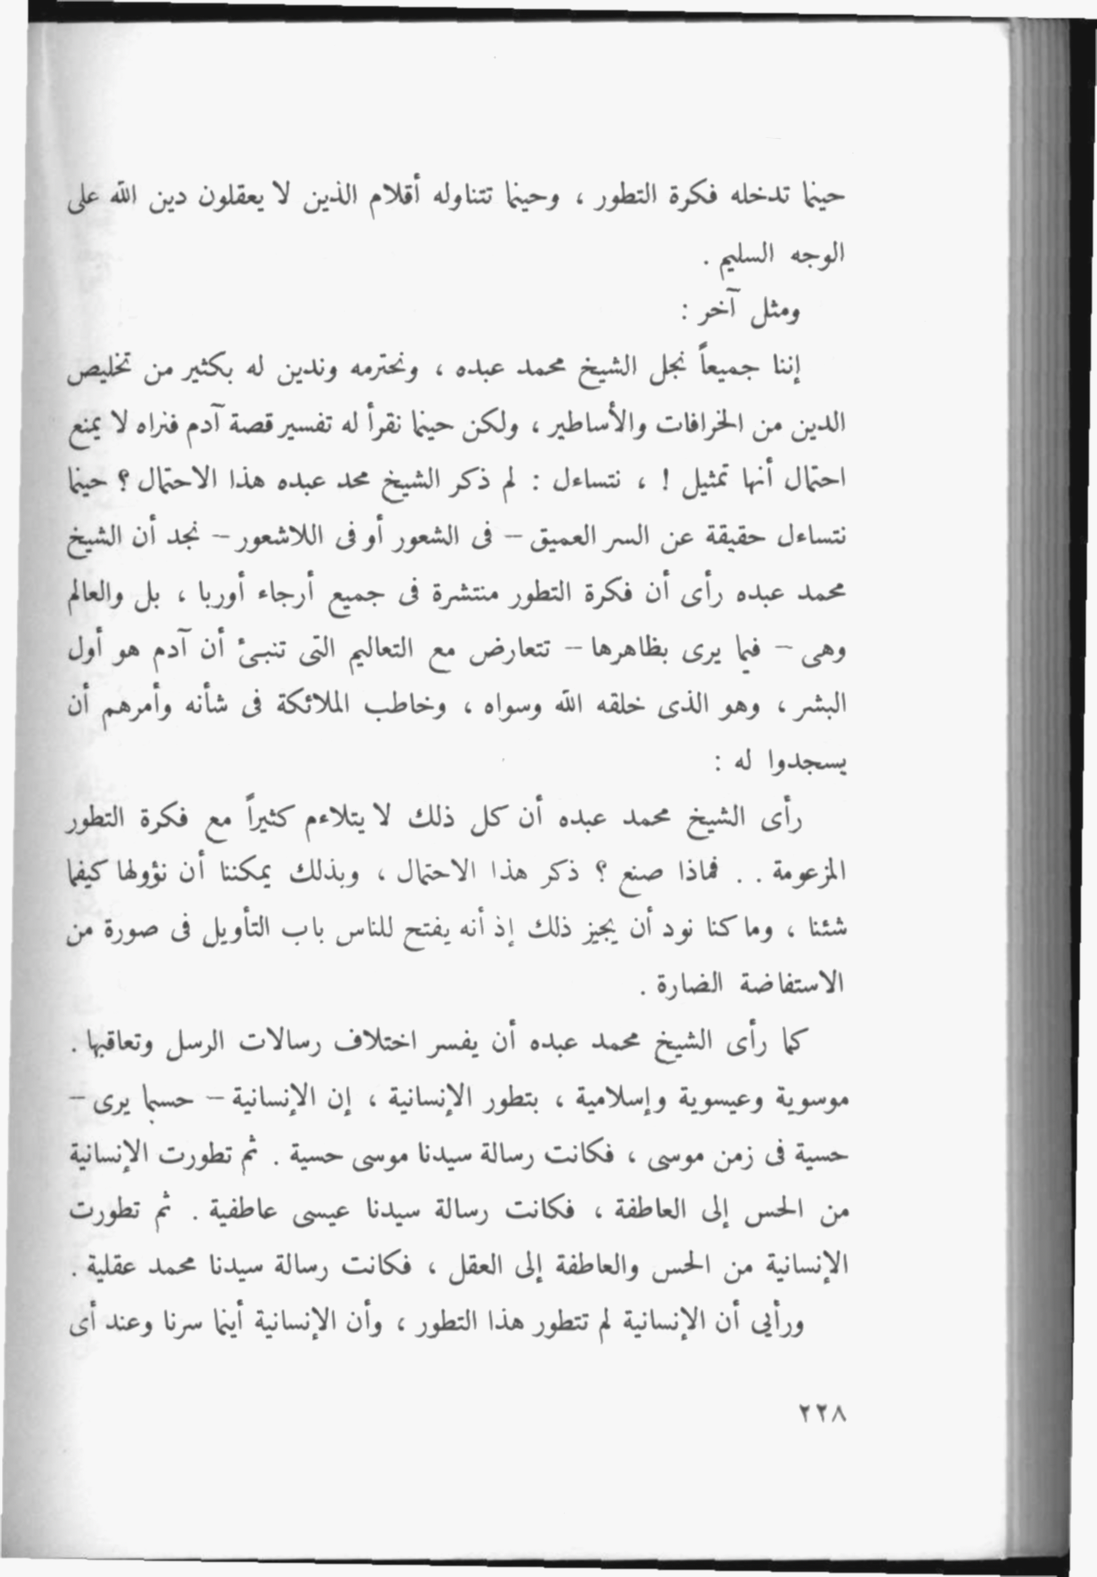 حينما تدخله فكرة التطور ، وحينما تتناوله أقلام الذين لا يعقلون دين الله على
الوجه السليم .
ومثل آخر :
إننا جميعاً نجل الشيخ محمد عبده ، ونحترمه وندين له بكثير من تخليص
الدين من الخرافات والأساطير ، ولكن حينما نقرأ له تفسير قصة آدم فنراه لا يمنع
احتمال أنها تمثيل ! ، نتساءل : لم ذكر الشيخ محمد عبده هذا الاحتمال ؟ حينما
نتساءل حقيقة عن السر العميق – فى الشعور أو فى اللاشعور – نجد أن الشيخ
محمد عبده رأى أن فكرة التطور منتشرة فى جميع أرجاء أوربا ، بل والعالم
وهى – فيما يرى بظاهرها – تتعارض مع التعاليم التى تنبئ أن آدم هو أول
البشر ، وهو الذى خلقه الله وسواه ، وخاطب الملائكة فى شأنه وأمرهم أن
يسجدوا له :
رأى الشيخ محمد عبده أن كل ذلك لا يتلاءم كثيراً مع فكرة التطور
المزعومة . . فماذا صنع ؟ ذكر هذا الاحتمال ، وبذلك يمكننا أن نؤولها كيفما
شئنا ، وما كنا نود أن يجيز ذلك إذ أنه يفتح للناس باب التأويل فى صورة من
الاستفاضة الضارة .
كما رأى الشيخ محمد عبده أن يفسر اختلاف رسالات الرسل وتعاقبها .
موسوية وعيسوية وإسلامية ، بتطور الإنسانية ، إن الإنسانية – حسبما يرى –
حسية فى زمن موسى ، فكانت رسالة سيدنا موسى حسية . ثم تطورت الإنسانية
من الحس إلى العاطفة ، فكانت رسالة سيدنا عيسى عاطفية . ثم تطورت
الإنسانية من الحس والعاطفة إلى العقل ، فكانت رسالة سيدنا محمد عقلية .
ورأيى أن الإنسانية لم تتطور هذا التطور ، وأن الإنسانية أينما سرنا وعند أى
٢٢٨